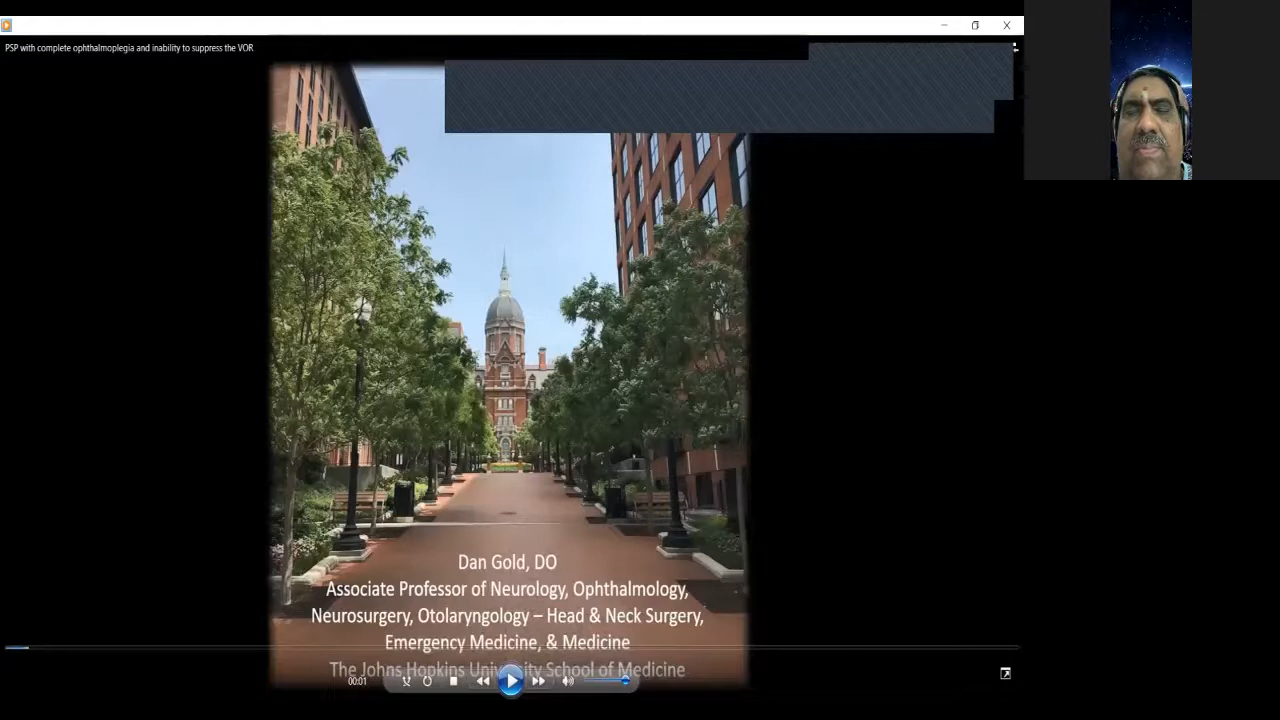 PSP with complete ophthalmoplegia and inability to suppress the VOR
Dan Gold, DO
Associate Professor of Neurology, Ophthalmology,
Neurosurgery, Otolaryngology – Head & Neck Surgery,
Emergency Medicine, & Medicine
The Johns Hopkins University School of Medicine
00:01